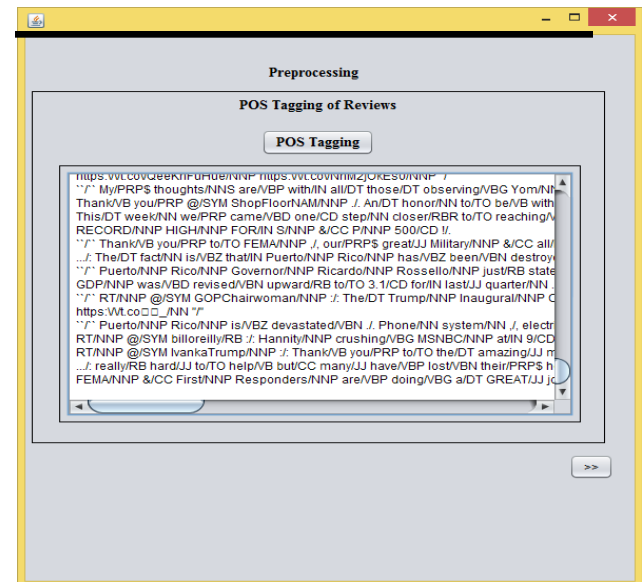 Preprocessing
POS Tagging of Reviews
POS Tagging
``/`` My/PRP$ thoughts/NNS are/VBP with/IN all/DT those/DT observing/VBG Yom/NN
Thank/VB you/PRP @/SYM ShopFloorNAM/NNP ./. An/DT honor/NN to/TO be/VB with
This/DT week/NN we/PRP came/VBD one/CD step/NN closer/RBR to/TO reaching/
RECORD/NNP HIGH/NNP FOR/IN S/NNP &/CC P/NNP 500/CD !/.
``/`` Thank/VB you/PRP to/TO FEMA/NNP ,/, our/PRP$ great/JJ Military/NNP &/CC all/
.../: The/DT fact/NN is/VBZ that/IN Puerto/NNP Rico/NNP has/VBZ been/VBN destroy
``/`` Puerto/NNP Rico/NNP Governor/NNP Ricardo/NNP Rossello/NNP just/RB state
GDP/NNP was/VBD revised/VBN upward/RB to/TO 3.1/CD for/IN last/JJ quarter/NN .
``/`` RT/NNP @/SYM GOPChairwoman/NNP :/: The/DT Trump/NNP Inaugural/NNP C
https:Vt.co□□_/NN "/"
``/`` Puerto/NNP Rico/NNP is/VBZ devastated/VBN ./. Phone/NN system/NN ,/, electr
RT/NNP @/SYM billoreilly/RB :/: Hannity/NNP crushing/VBG MSNBC/NNP at/IN 9/CD
RT/NNP @/SYM IvankaTrump/NNP :/: Thank/VB you/PRP to/TO the/DT amazing/JJ m
.../: really/RB hard/JJ to/TO help/VB but/CC many/JJ have/VBP lost/VBN their/PRP$ h
FEMA/NNP &/CC First/NNP Responders/NNP are/VBP doing/VBG a/DT GREAT/JJ jo
>>